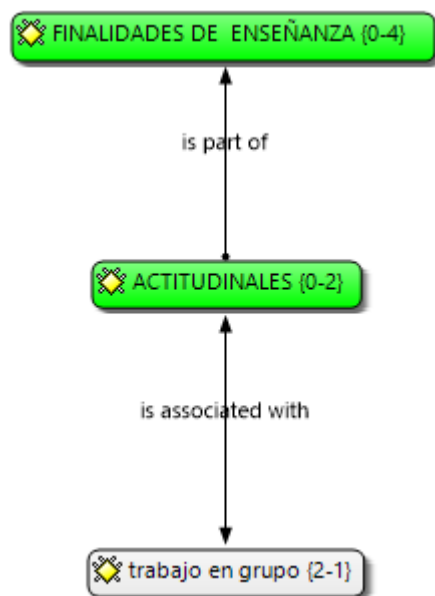 FINALIDADES DE  ENSEÑANZA {0-4}
is part of
ACTITUDINALES {0-2}
is associated with
trabajo en grupo {2-1}